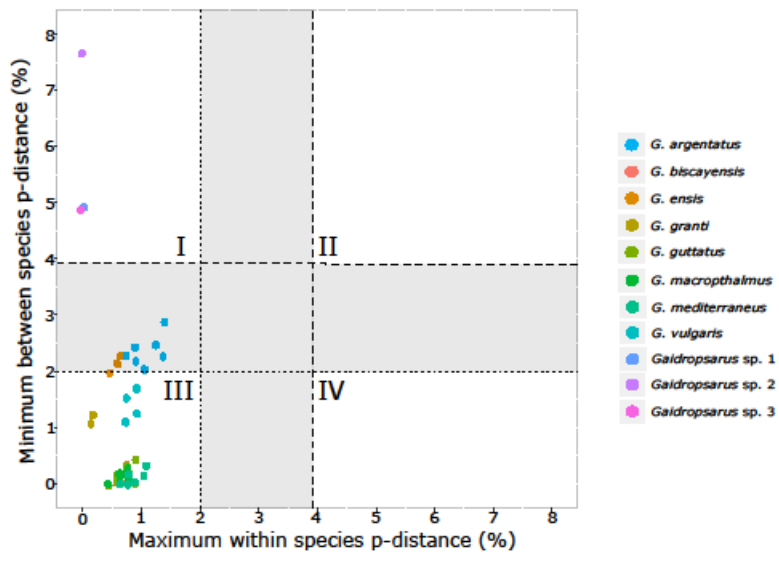 8
7
6
5
4
3
2
1
0
Minimum between species p-distance (%)
I
II
III
IV
0 1 2 3 4 5 6 7 8
Maximum within species p-distance (%)
G. argentatus
G. biscayensis
G. ensis
G. granti
G. guttatus
G. macropthalmus
G. mediterraneus
G. vulgaris
Gaidropsarus sp. 1
Gaidropsarus sp. 2
Gaidropsarus sp. 3